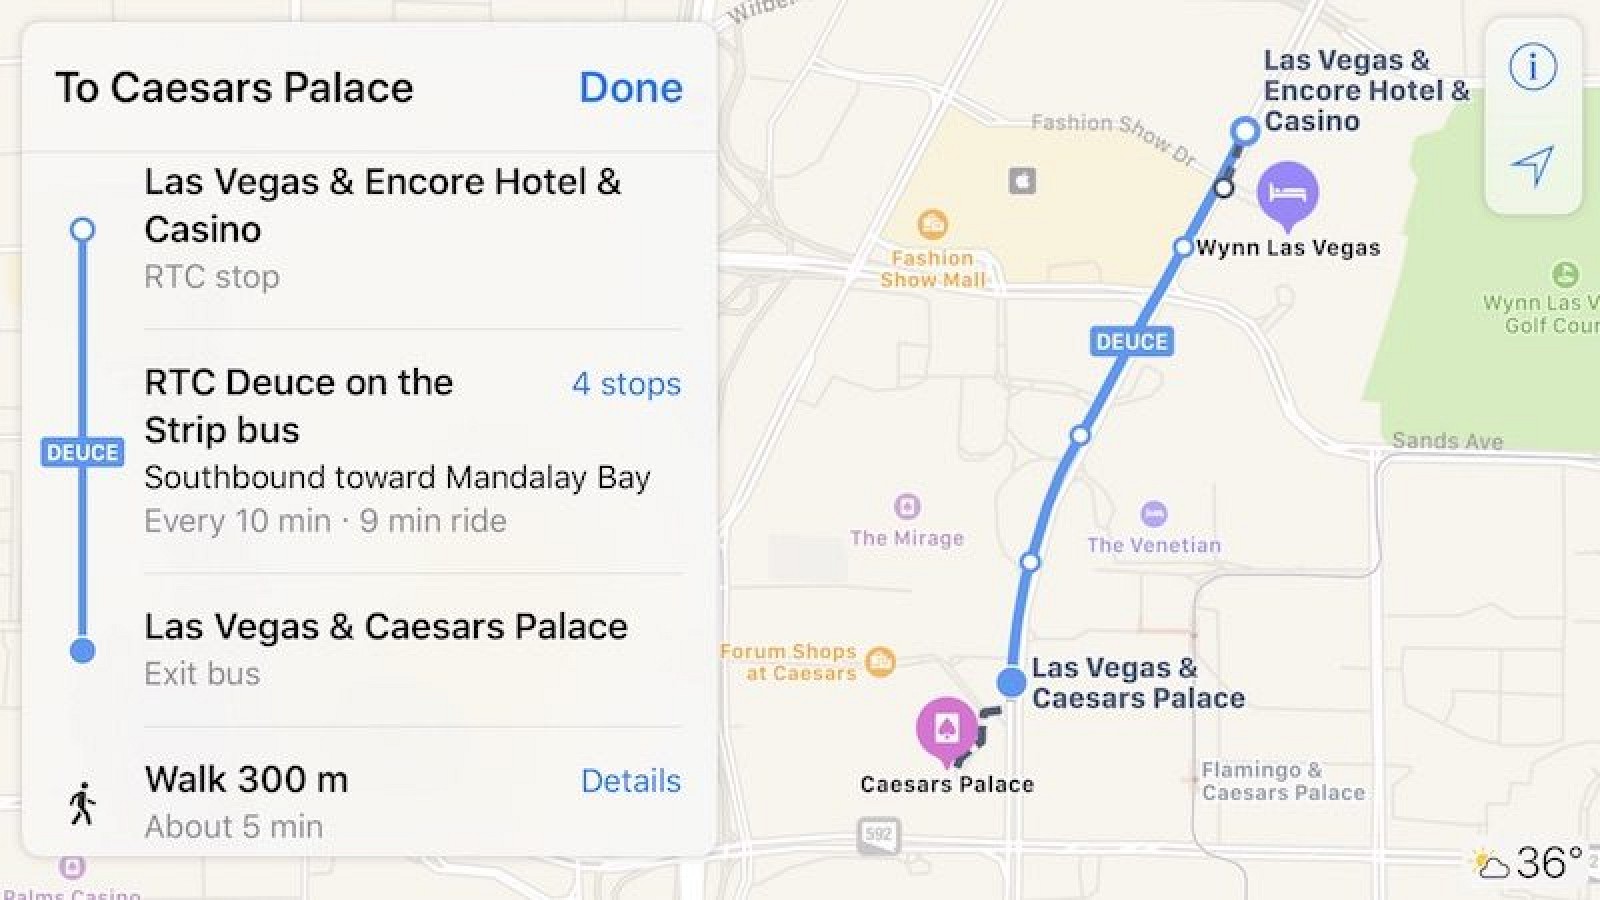 To Caesars Palace
Done
Las Vegas & Encore Hotel &
Casino
RTC stop
RTC Deuce on the
Strip bus
4 stops
DEUCE
Southbound toward Mandalay Bay
Every 10 min · 9 min ride
Las Vegas & Caesars Palace
Exit bus
Walk 300 m
Details
About 5 min
Palms Casino
Las Vegas &
Encore Hotel &
Casino
Fashion Show Dr
Wynn Las Vegas
Fashion
Show Mall
Wynn Las V
Golf Cour
DEUCE
Sands Ave
The Mirage
The Venetian
Forum Shops
at Caesars
Las Vegas &
Caesars Palace
Caesars Palace
Flamingo &
Caesars Palace
592
36°